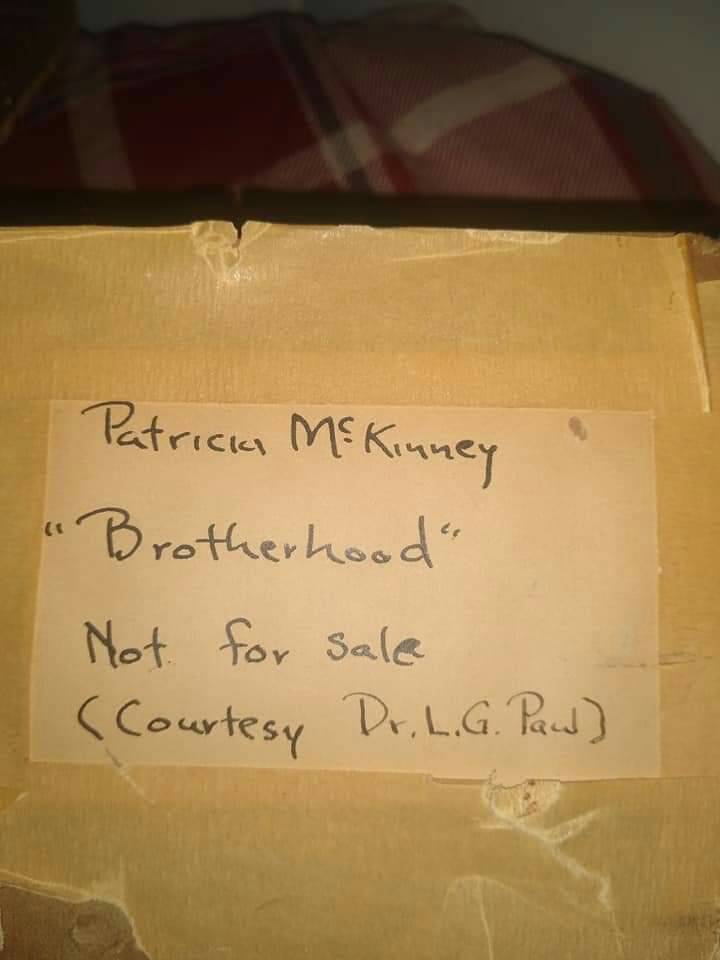 Patricia McKinney
"Brotherhood"
Not for sale
(Courtesy Dr. L.G. Paul)